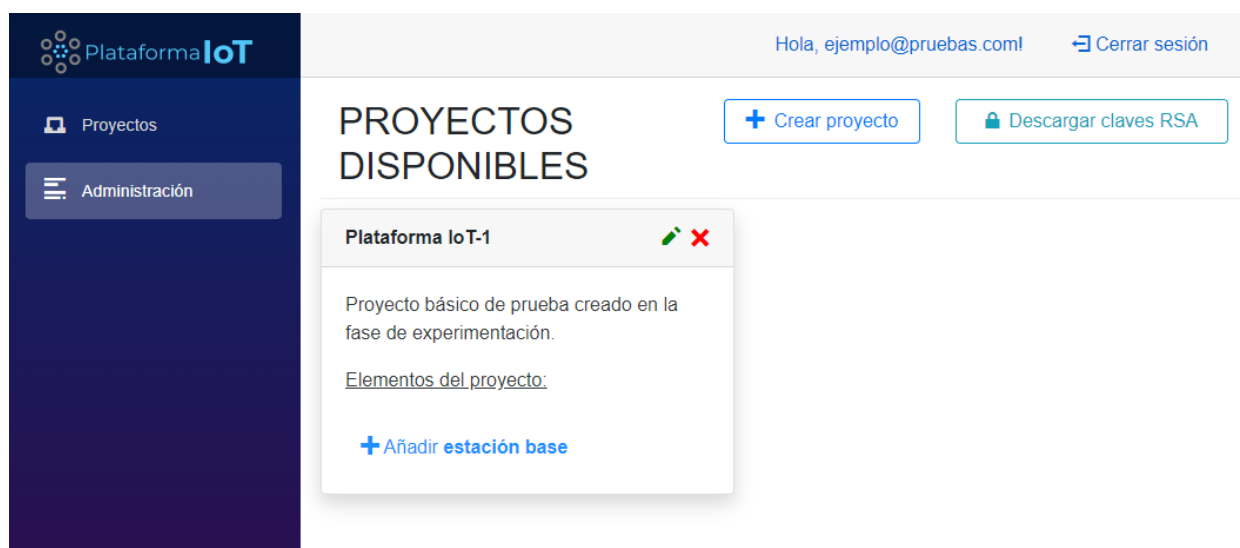 Plataforma IoT
Hola, ejemplo@pruebas.com!
Cerrar sesión
Proyectos
Administración
PROYECTOS
DISPONIBLES
Crear proyecto
Descargar claves RSA
Plataforma IoT-1
Proyecto básico de prueba creado en la
fase de experimentación.
Elementos del proyecto:
Añadir estación base